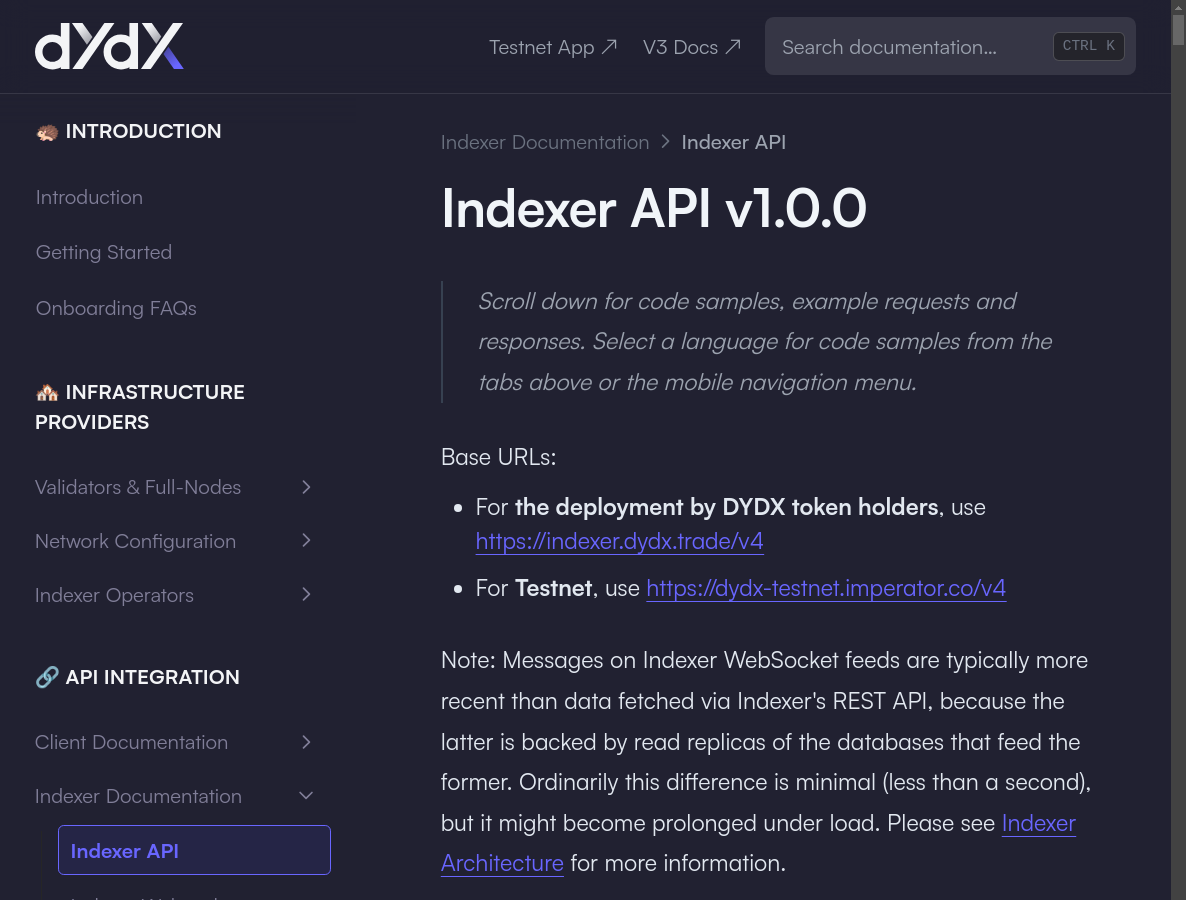 dYdX
Testnet App ↗
V3 Docs ↗
Search documentation…
CTRL K
INTRODUCTION
Introduction
Getting Started
Onboarding FAQs
INFRASTRUCTURE
PROVIDERS
Validators & Full-Nodes
Network Configuration
Indexer Operators
API INTEGRATION
Client Documentation
Indexer Documentation
Indexer API
Indexer Documentation > Indexer API
Indexer API v1.0.0
Scroll down for code samples, example requests and
responses. Select a language for code samples from the
tabs above or the mobile navigation menu.
Base URLs:
• For the deployment by DYDX token holders, use
https://indexer.dydx.trade/v4
• For Testnet, use https://dydx-testnet.imperator.co/v4
Note: Messages on Indexer WebSocket feeds are typically more
recent than data fetched via Indexer's REST API, because the
latter is backed by read replicas of the databases that feed the
former. Ordinarily this difference is minimal (less than a second),
but it might become prolonged under load. Please see Indexer
Architecture for more information.